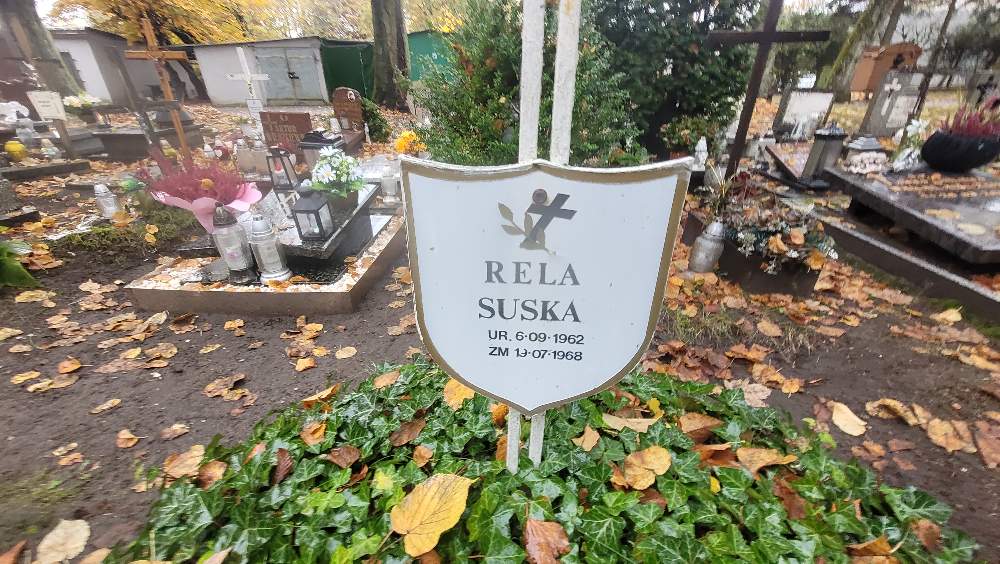 RELA
SUSKA
UR. 6·09·1962
ZM 19·07·1968